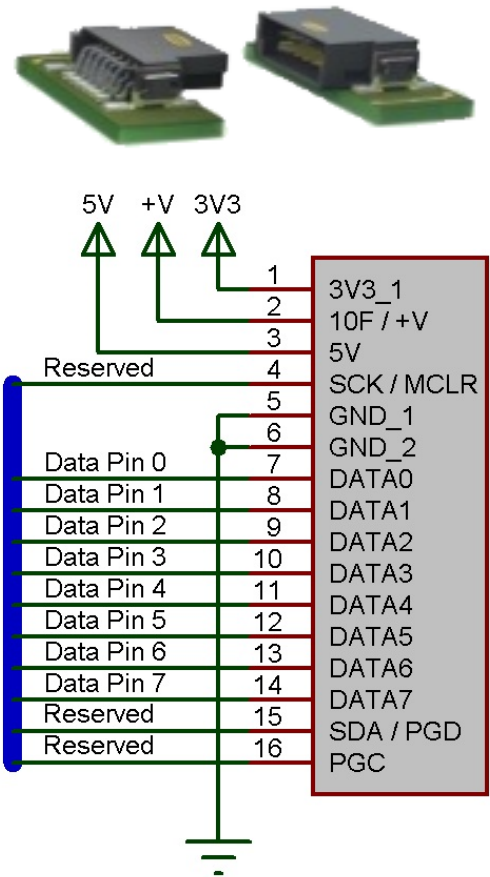 5V +V 3V3
1 3V3_1
2 10F / +V
3 5V
Reserved 4 SCK / MCLR
5 GND_1
6 GND_2
Data Pin 0 7 DATA0
Data Pin 1 8 DATA1
Data Pin 2 9 DATA2
Data Pin 3 10 DATA3
Data Pin 4 11 DATA4
Data Pin 5 12 DATA5
Data Pin 6 13 DATA6
Data Pin 7 14 DATA7
Reserved 15 SDA / PGD
Reserved 16 PGC